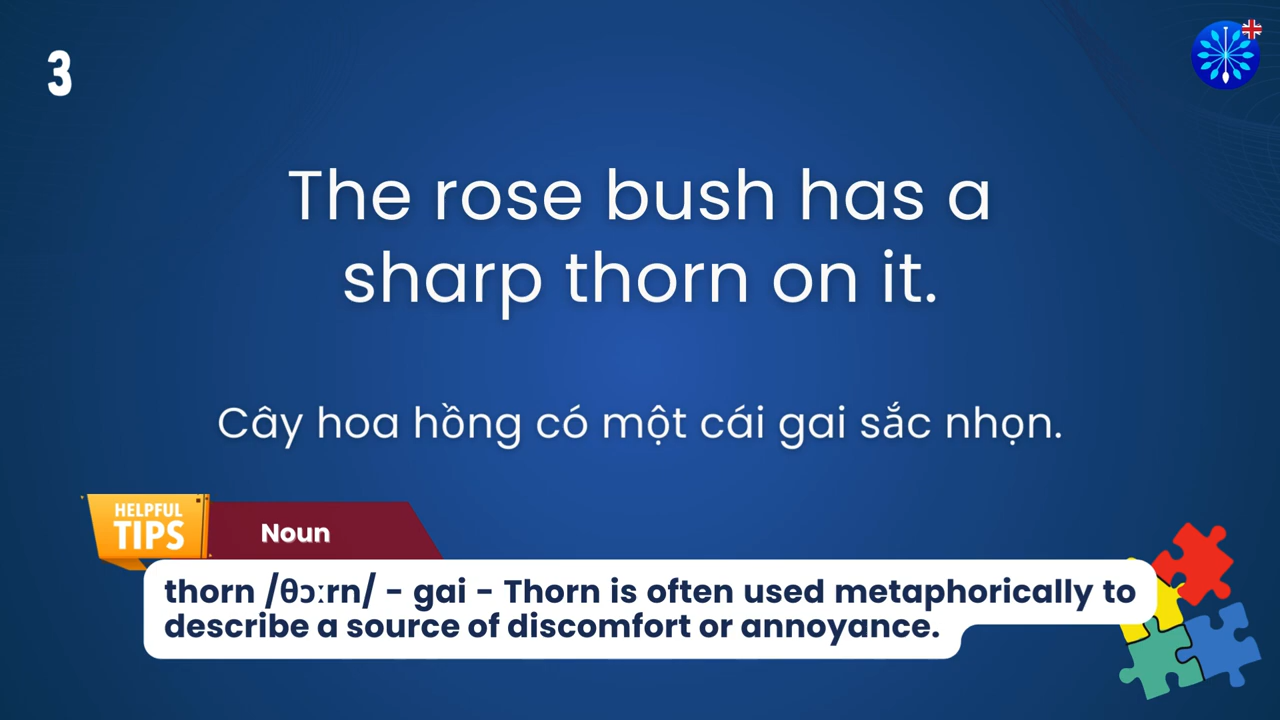 3
The rose bush has a
sharp thorn on it.
Cây hoa hồng có một cái gai sắc nhọn.
HELPFUL
TIPS
Noun
thorn /θɔːrn/ - gai - Thorn is often used metaphorically to
describe a source of discomfort or annoyance.